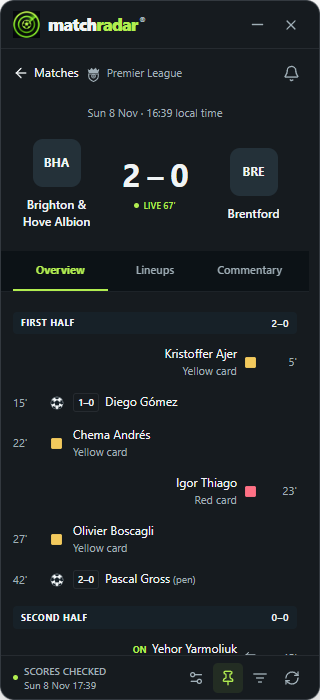 matchradar®
Matches Premier League
Sun 8 Nov · 16:39 local time
BHA
2 – 0
BRE
LIVE 67'
Brighton &
Hove Albion
Brentford
Overview Lineups Commentary
FIRST HALF 2–0
Kristoffer Ajer 5'
Yellow card
15' 1–0 Diego Gómez
22' Chema Andrés
Yellow card
Igor Thiago 23'
Red card
27' Olivier Boscagli
Yellow card
42' 2–0 Pascal Gross (pen)
SECOND HALF 0–0
ON Yehor Yarmoliuk
SCORES CHECKED
Sun 8 Nov 17:39